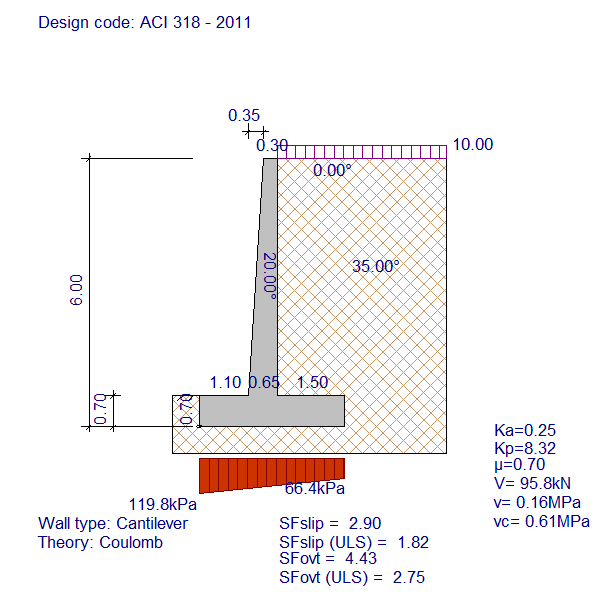 Design code: ACI 318 - 2011
0.35
0.30
10.00
0.00°
35.00°
20.00°
6.00
1.10 0.65 1.50
0.70
0.70
Ka=0.25
Kp=8.32
µ=0.70
V= 95.8kN
v= 0.16MPa
vc= 0.61MPa
66.4kPa
119.8kPa
Wall type: Cantilever
Theory: Coulomb
SFslip = 2.90
SFslip (ULS) = 1.82
SFovt = 4.43
SFovt (ULS) = 2.75